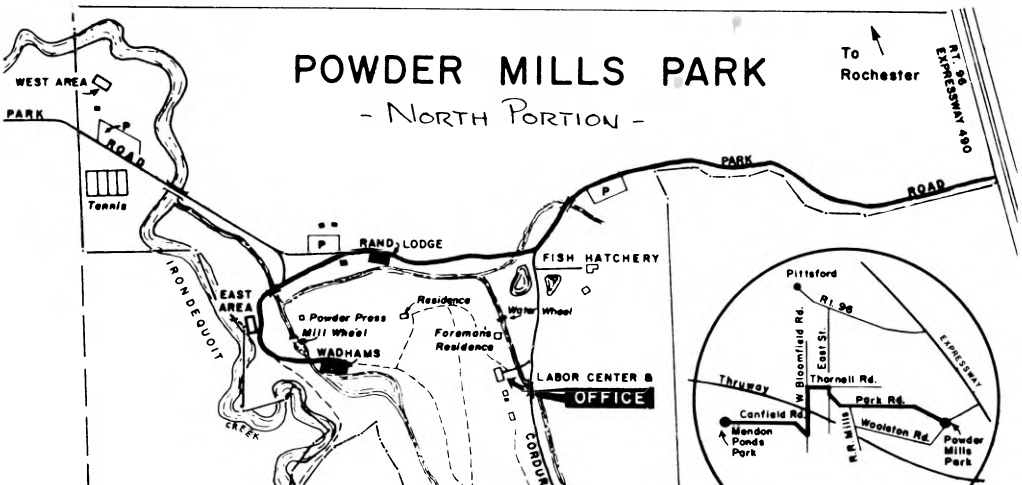 POWDER MILLS PARK
- NORTH PORTION -
To
Rochester
RT. 96
EXPRESSWAY 490
WEST AREA
PARK
P
ROAD
Tennis
P
RAND LODGE
PARK
ROAD
P
FISH HATCHERY
IRONDEQUOIT
CREEK
EAST
AREA
Powder Press
Mill Wheel
Residence
Water Wheel
Foreman's
Residence
WADHAMS
LABOR CENTER &
OFFICE
CORDUR
Pittsford
Rt. 96
EXPRESSWAY
W Bloomfield Rd.
East St.
Thornell Rd.
Thruway
Park Rd.
Canfield Rd.
Woolston Rd.
R.R. Mills
Mendon
Ponds
Park
Powder
Mills
Park